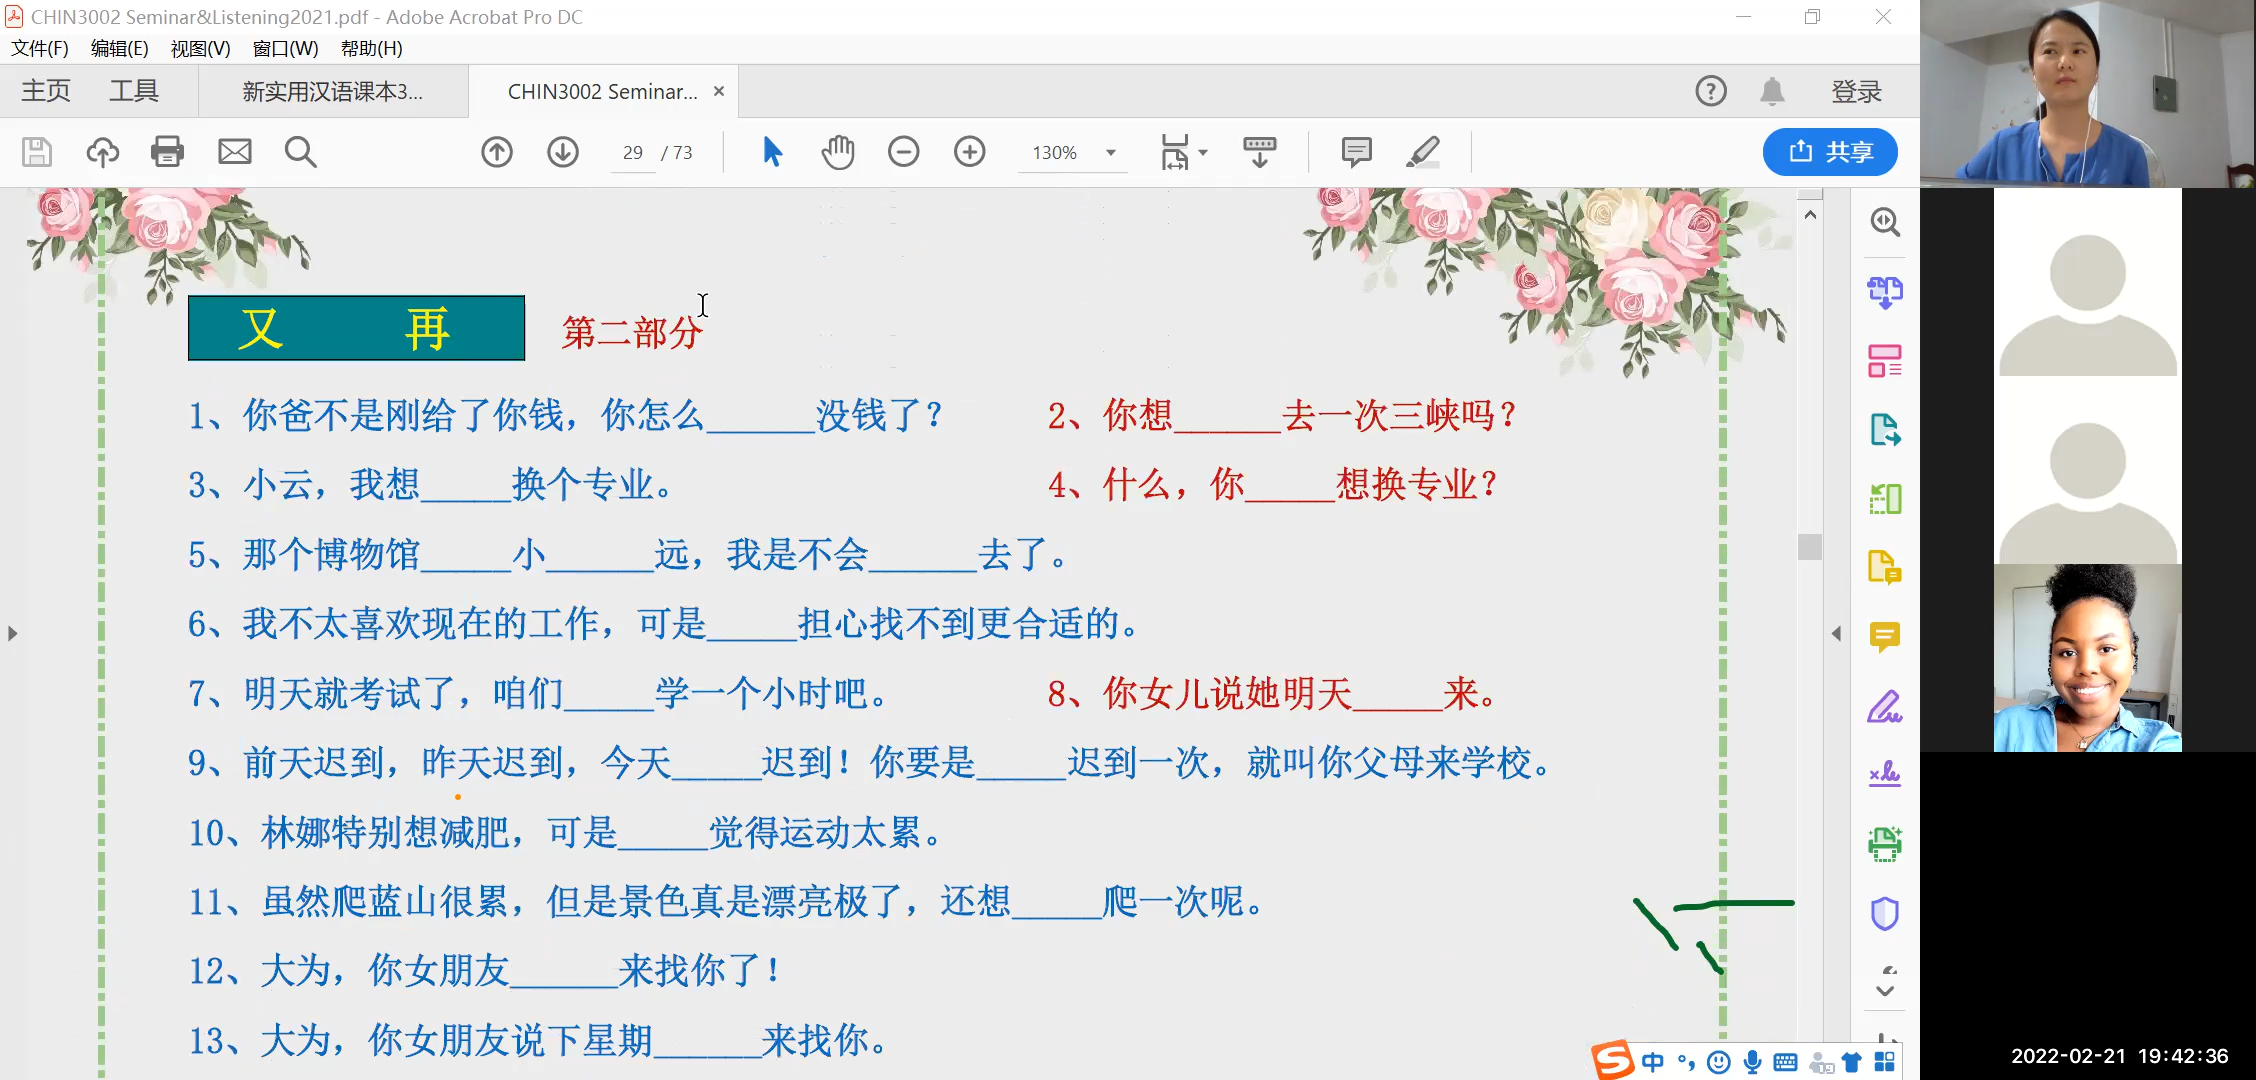 CHIN3002 Seminar&Listening2021.pdf - Adobe Acrobat Pro DC
文件(F) 编辑(E) 视图(V) 窗口(W) 帮助(H)
主页 工具 新实用汉语课本3... CHIN3002 Seminar... × 登录
29 / 73 130% 共享
又 再 第二部分
1、你爸不是刚给了你钱，你怎么______没钱了？ 2、你想______去一次三峡吗？
3、小云，我想_____换个专业。 4、什么，你_____想换专业？
5、那个博物馆_____小______远，我是不会______去了。
6、我不太喜欢现在的工作，可是_____担心找不到更合适的。
7、明天就考试了，咱们_____学一个小时吧。 8、你女儿说她明天_____来。
9、前天迟到，昨天迟到，今天_____迟到！你要是_____迟到一次，就叫你父母来学校。
10、林娜特别想减肥，可是_____觉得运动太累。
11、虽然爬蓝山很累，但是景色真是漂亮极了，还想_____爬一次呢。
12、大为，你女朋友______来找你了！
13、大为，你女朋友说下星期______来找你。
中
2022-02-21 19:42:36